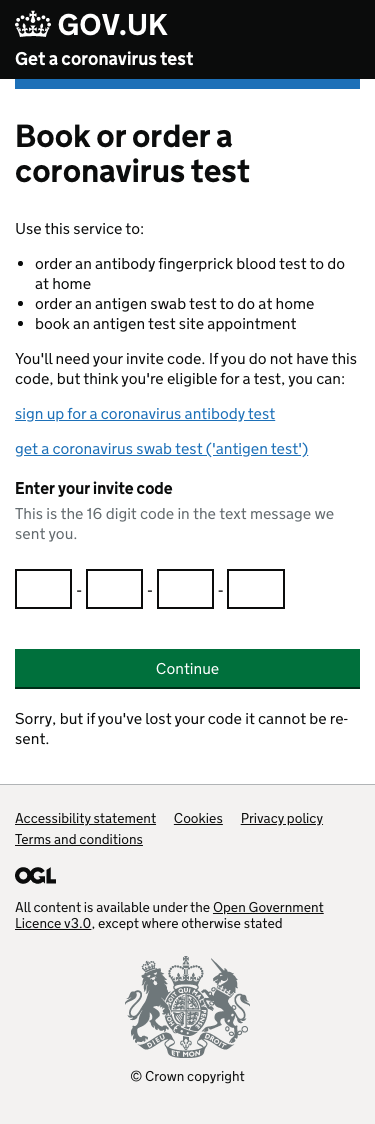 GOV.UK
Get a coronavirus test
Book or order a
coronavirus test
Use this service to:
• order an antibody fingerprick blood test to do
at home
• order an antigen swab test to do at home
• book an antigen test site appointment
You'll need your invite code. If you do not have this
code, but think you're eligible for a test, you can:
sign up for a coronavirus antibody test
get a coronavirus swab test ('antigen test')
Enter your invite code
This is the 16 digit code in the text message we
sent you.
- - -
Continue
Sorry, but if you've lost your code it cannot be re-
sent.
Accessibility statement Cookies Privacy policy
Terms and conditions
OGL
All content is available under the Open Government
Licence v3.0, except where otherwise stated
DIEU ET MON DROIT
© Crown copyright